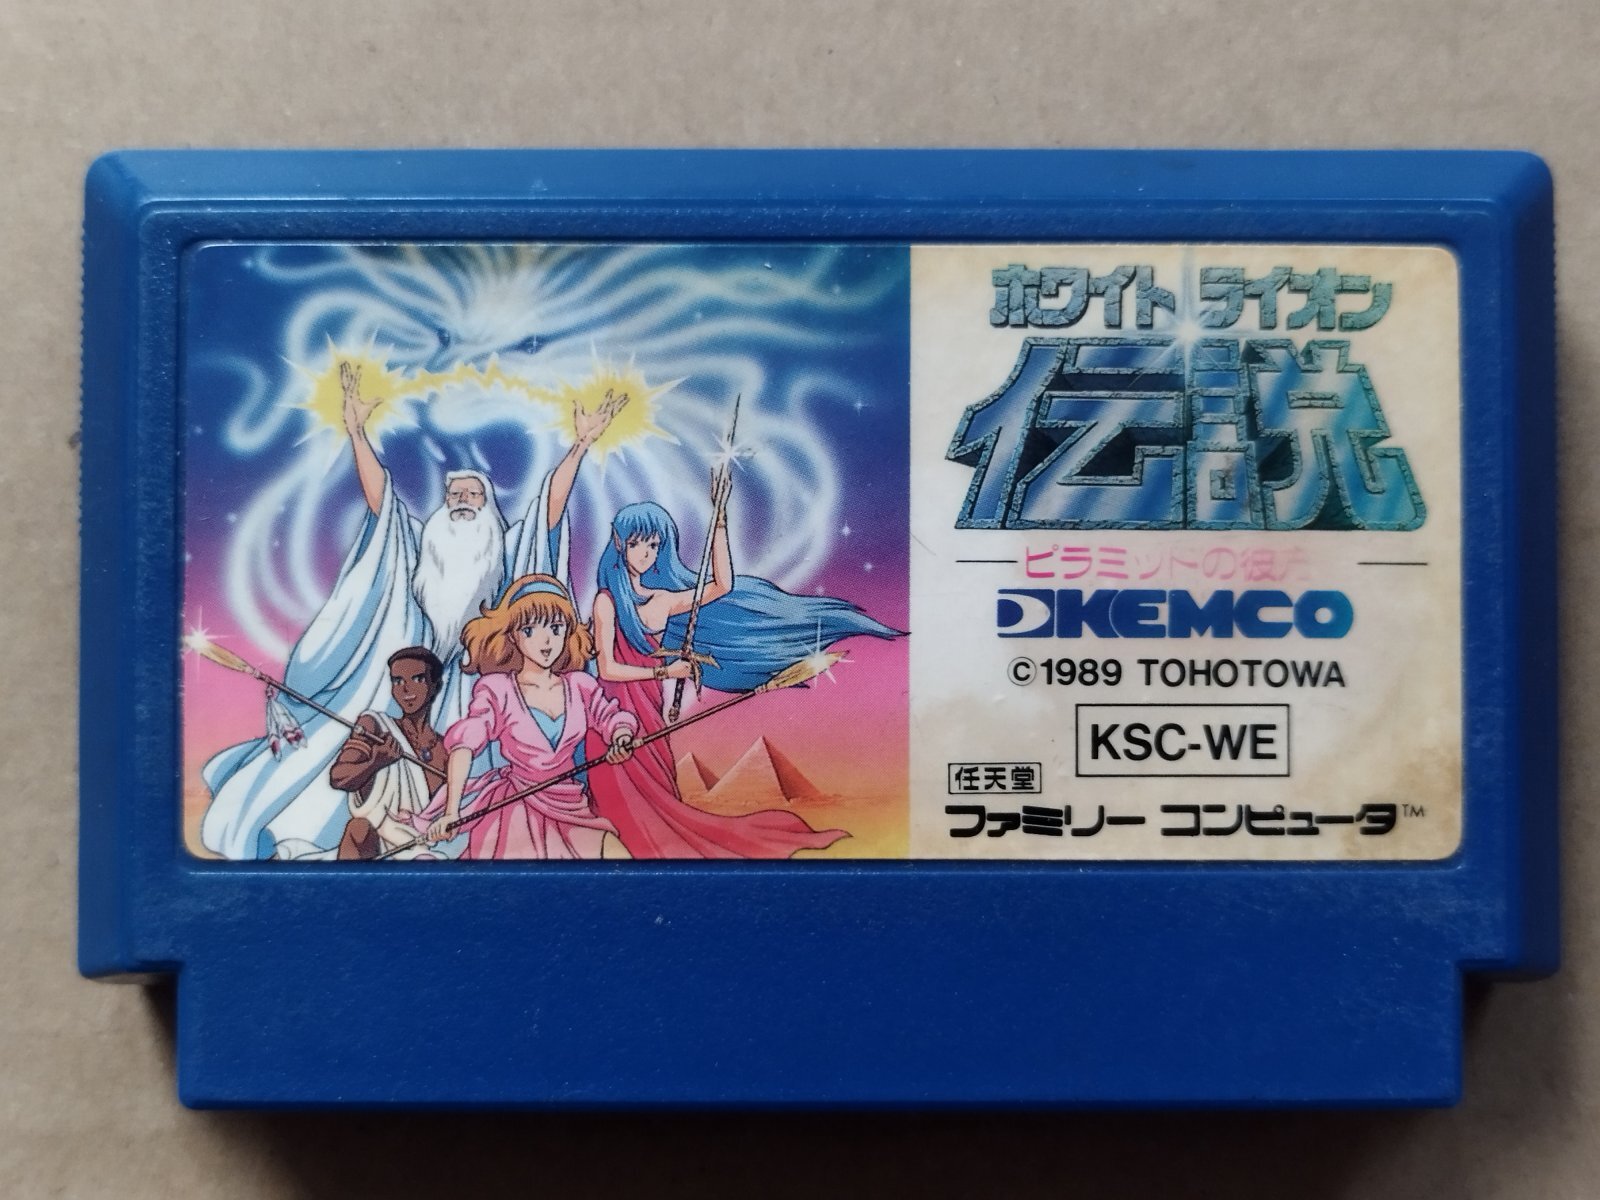 ホワイトライオン
伝説
ピラミッドの彼方
KEMCO
©1989 TOHOTOWA
KSC-WE
任天堂
ファミリー コンピュータ™